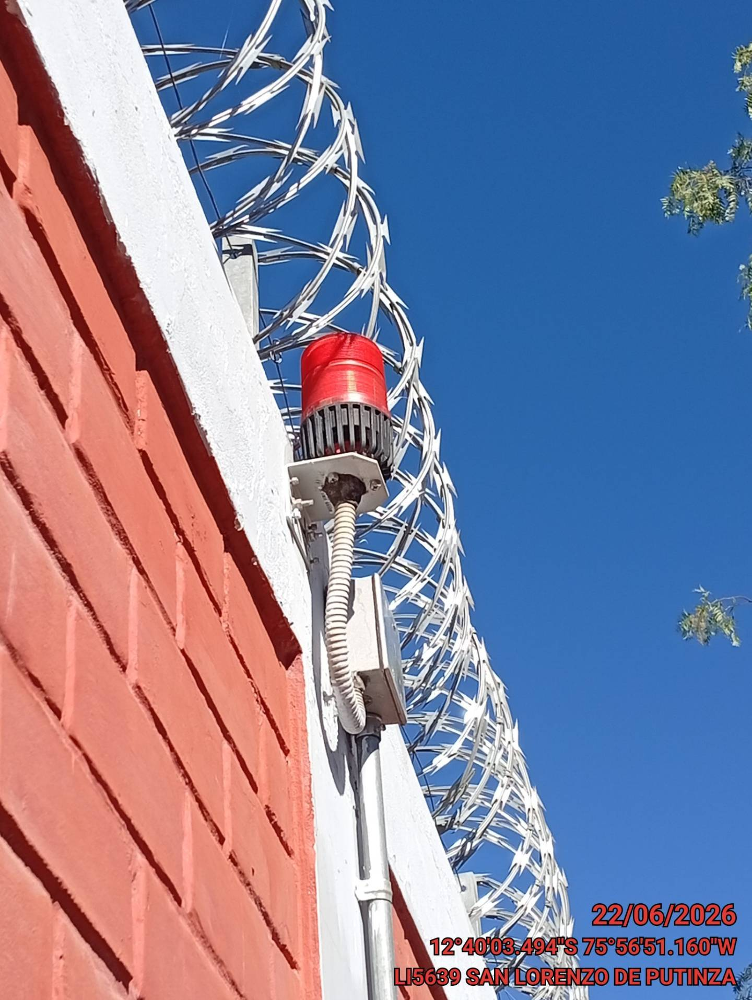 22/06/2026
12°40'03.494"S 75°56'51.160"W
LI5639 SAN LORENZO DE PUTINZA